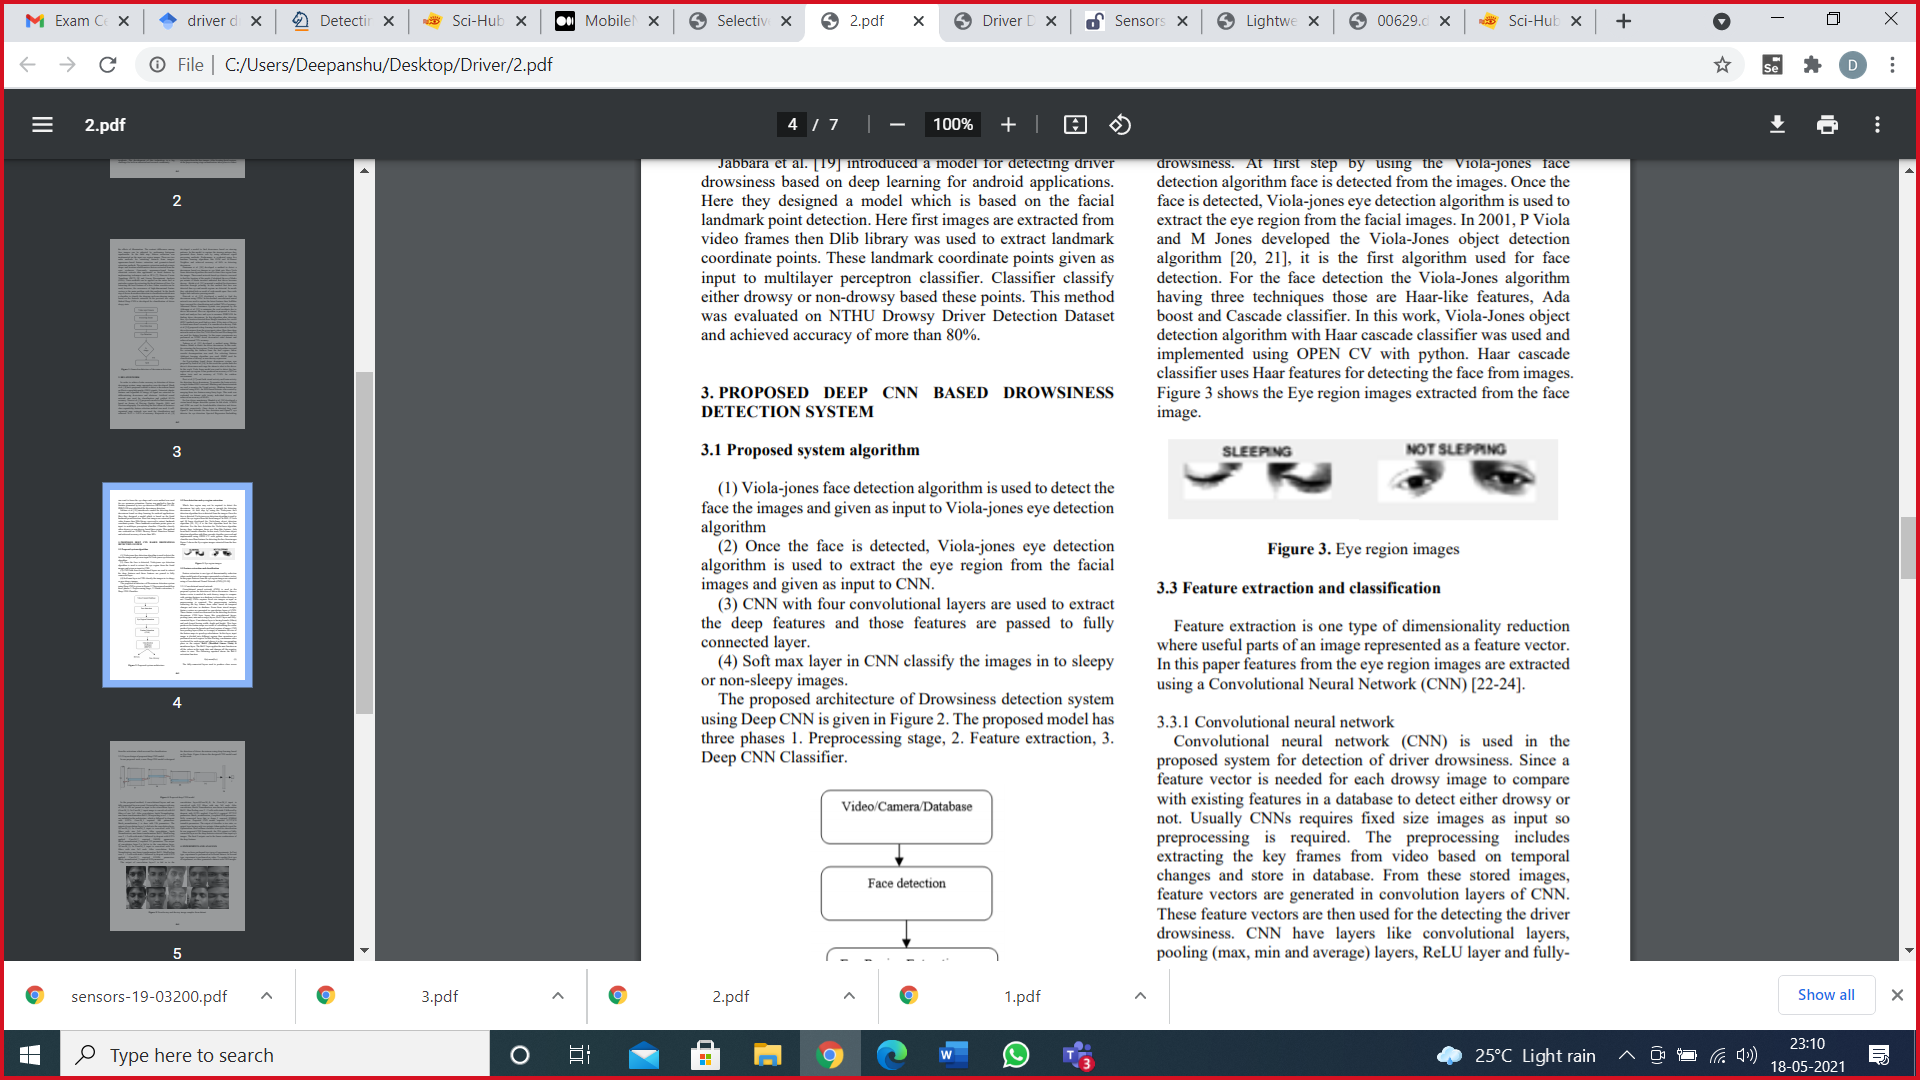 Exam Ce
driver d
Detectin
Sci-Hub
MobileN
Selectiv
2.pdf
Driver D
Sensors
Lightwe
00629.d
Sci-Hub
File
C:/Users/Deepanshu/Desktop/Driver/2.pdf
Se
D
2.pdf
4 / 7
100%
2
3
4
5
Jabbara et al. [19] introduced a model for detecting driver
drowsiness based on deep learning for android applications.
Here they designed a model which is based on the facial
landmark point detection. Here first images are extracted from
video frames then Dlib library was used to extract landmark
coordinate points. These landmark coordinate points given as
input to multilayer perceptron classifier. Classifier classify
either drowsy or non-drowsy based these points. This method
was evaluated on NTHU Drowsy Driver Detection Dataset
and achieved accuracy of more than 80%.
3. PROPOSED DEEP CNN BASED DROWSINESS
DETECTION SYSTEM
3.1 Proposed system algorithm
(1) Viola-jones face detection algorithm is used to detect the
face the images and given as input to Viola-jones eye detection
algorithm
(2) Once the face is detected, Viola-jones eye detection
algorithm is used to extract the eye region from the facial
images and given as input to CNN.
(3) CNN with four convolutional layers are used to extract
the deep features and those features are passed to fully
connected layer.
(4) Soft max layer in CNN classify the images in to sleepy
or non-sleepy images.
The proposed architecture of Drowsiness detection system
using Deep CNN is given in Figure 2. The proposed model has
three phases 1. Preprocessing stage, 2. Feature extraction, 3.
Deep CNN Classifier.
Video/Camera/Database
Face detection
drowsiness. At first step by using the Viola-jones face
detection algorithm face is detected from the images. Once the
face is detected, Viola-jones eye detection algorithm is used to
extract the eye region from the facial images. In 2001, P Viola
and M Jones developed the Viola-Jones object detection
algorithm [20, 21], it is the first algorithm used for face
detection. For the face detection the Viola-Jones algorithm
having three techniques those are Haar-like features, Ada
boost and Cascade classifier. In this work, Viola-Jones object
detection algorithm with Haar cascade classifier was used and
implemented using OPEN CV with python. Haar cascade
classifier uses Haar features for detecting the face from images.
Figure 3 shows the Eye region images extracted from the face
image.
SLEEPING
NOT SLEPPING
Figure 3. Eye region images
3.3 Feature extraction and classification
Feature extraction is one type of dimensionality reduction
where useful parts of an image represented as a feature vector.
In this paper features from the eye region images are extracted
using a Convolutional Neural Network (CNN) [22-24].
3.3.1 Convolutional neural network
Convolutional neural network (CNN) is used in the
proposed system for detection of driver drowsiness. Since a
feature vector is needed for each drowsy image to compare
with existing features in a database to detect either drowsy or
not. Usually CNNs requires fixed size images as input so
preprocessing is required. The preprocessing includes
extracting the key frames from video based on temporal
changes and store in database. From these stored images,
feature vectors are generated in convolution layers of CNN.
These feature vectors are then used for the detecting the driver
drowsiness. CNN have layers like convolutional layers,
pooling (max, min and average) layers, ReLU layer and fully-
sensors-19-03200.pdf
3.pdf
2.pdf
1.pdf
Show all
Type here to search
3
25°C Light rain
23:10
18-05-2021